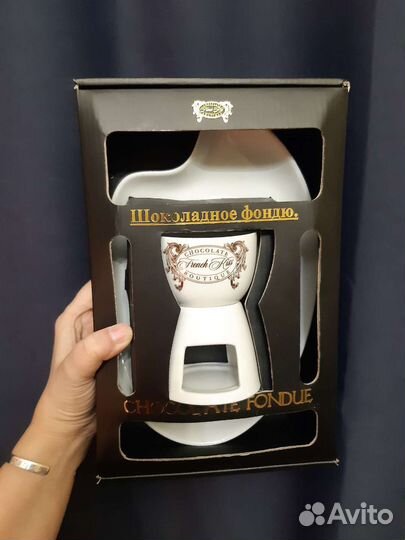 Шоколадное фондю.
CHOCOLATE
French Kiss
BOUTIQUE
CHOCOLATE FONDUE
Avito